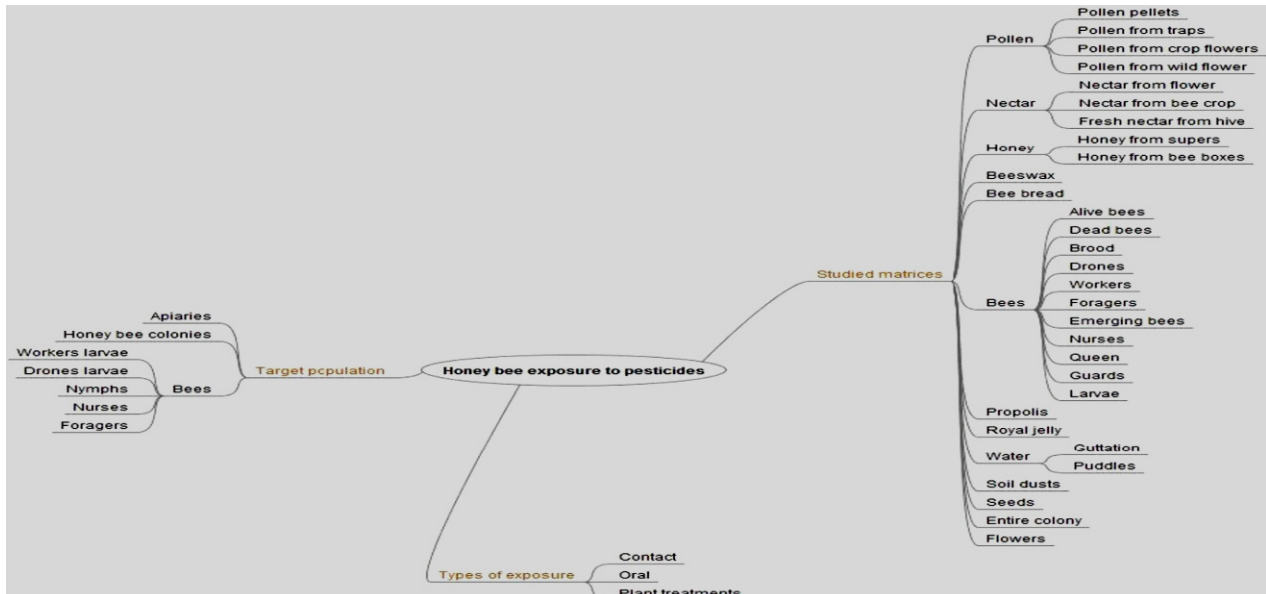 Pollen pellets
Pollen from traps
Pollen from crop flowers
Pollen from wild flower
Pollen
Nectar from flower
Nectar from bee crop
Fresh nectar from hive
Nectar
Honey from supers
Honey from bee boxes
Honey
Beeswax
Bee bread
Alive bees
Dead bees
Brood
Drones
Workers
Foragers
Emerging bees
Nurses
Queen
Guards
Larvae
Bees
Studied matrices
Propolis
Royal jelly
Guttation
Puddles
Water
Soil dusts
Seeds
Entire colony
Flowers
Apiaries
Honey bee colonies
Workers larvae
Drones larvae
Nymphs
Nurses
Foragers
Bees
Target pcpulation
Honey bee exposure to pesticides
Types of exposure
Contact
Oral
Plant treatments